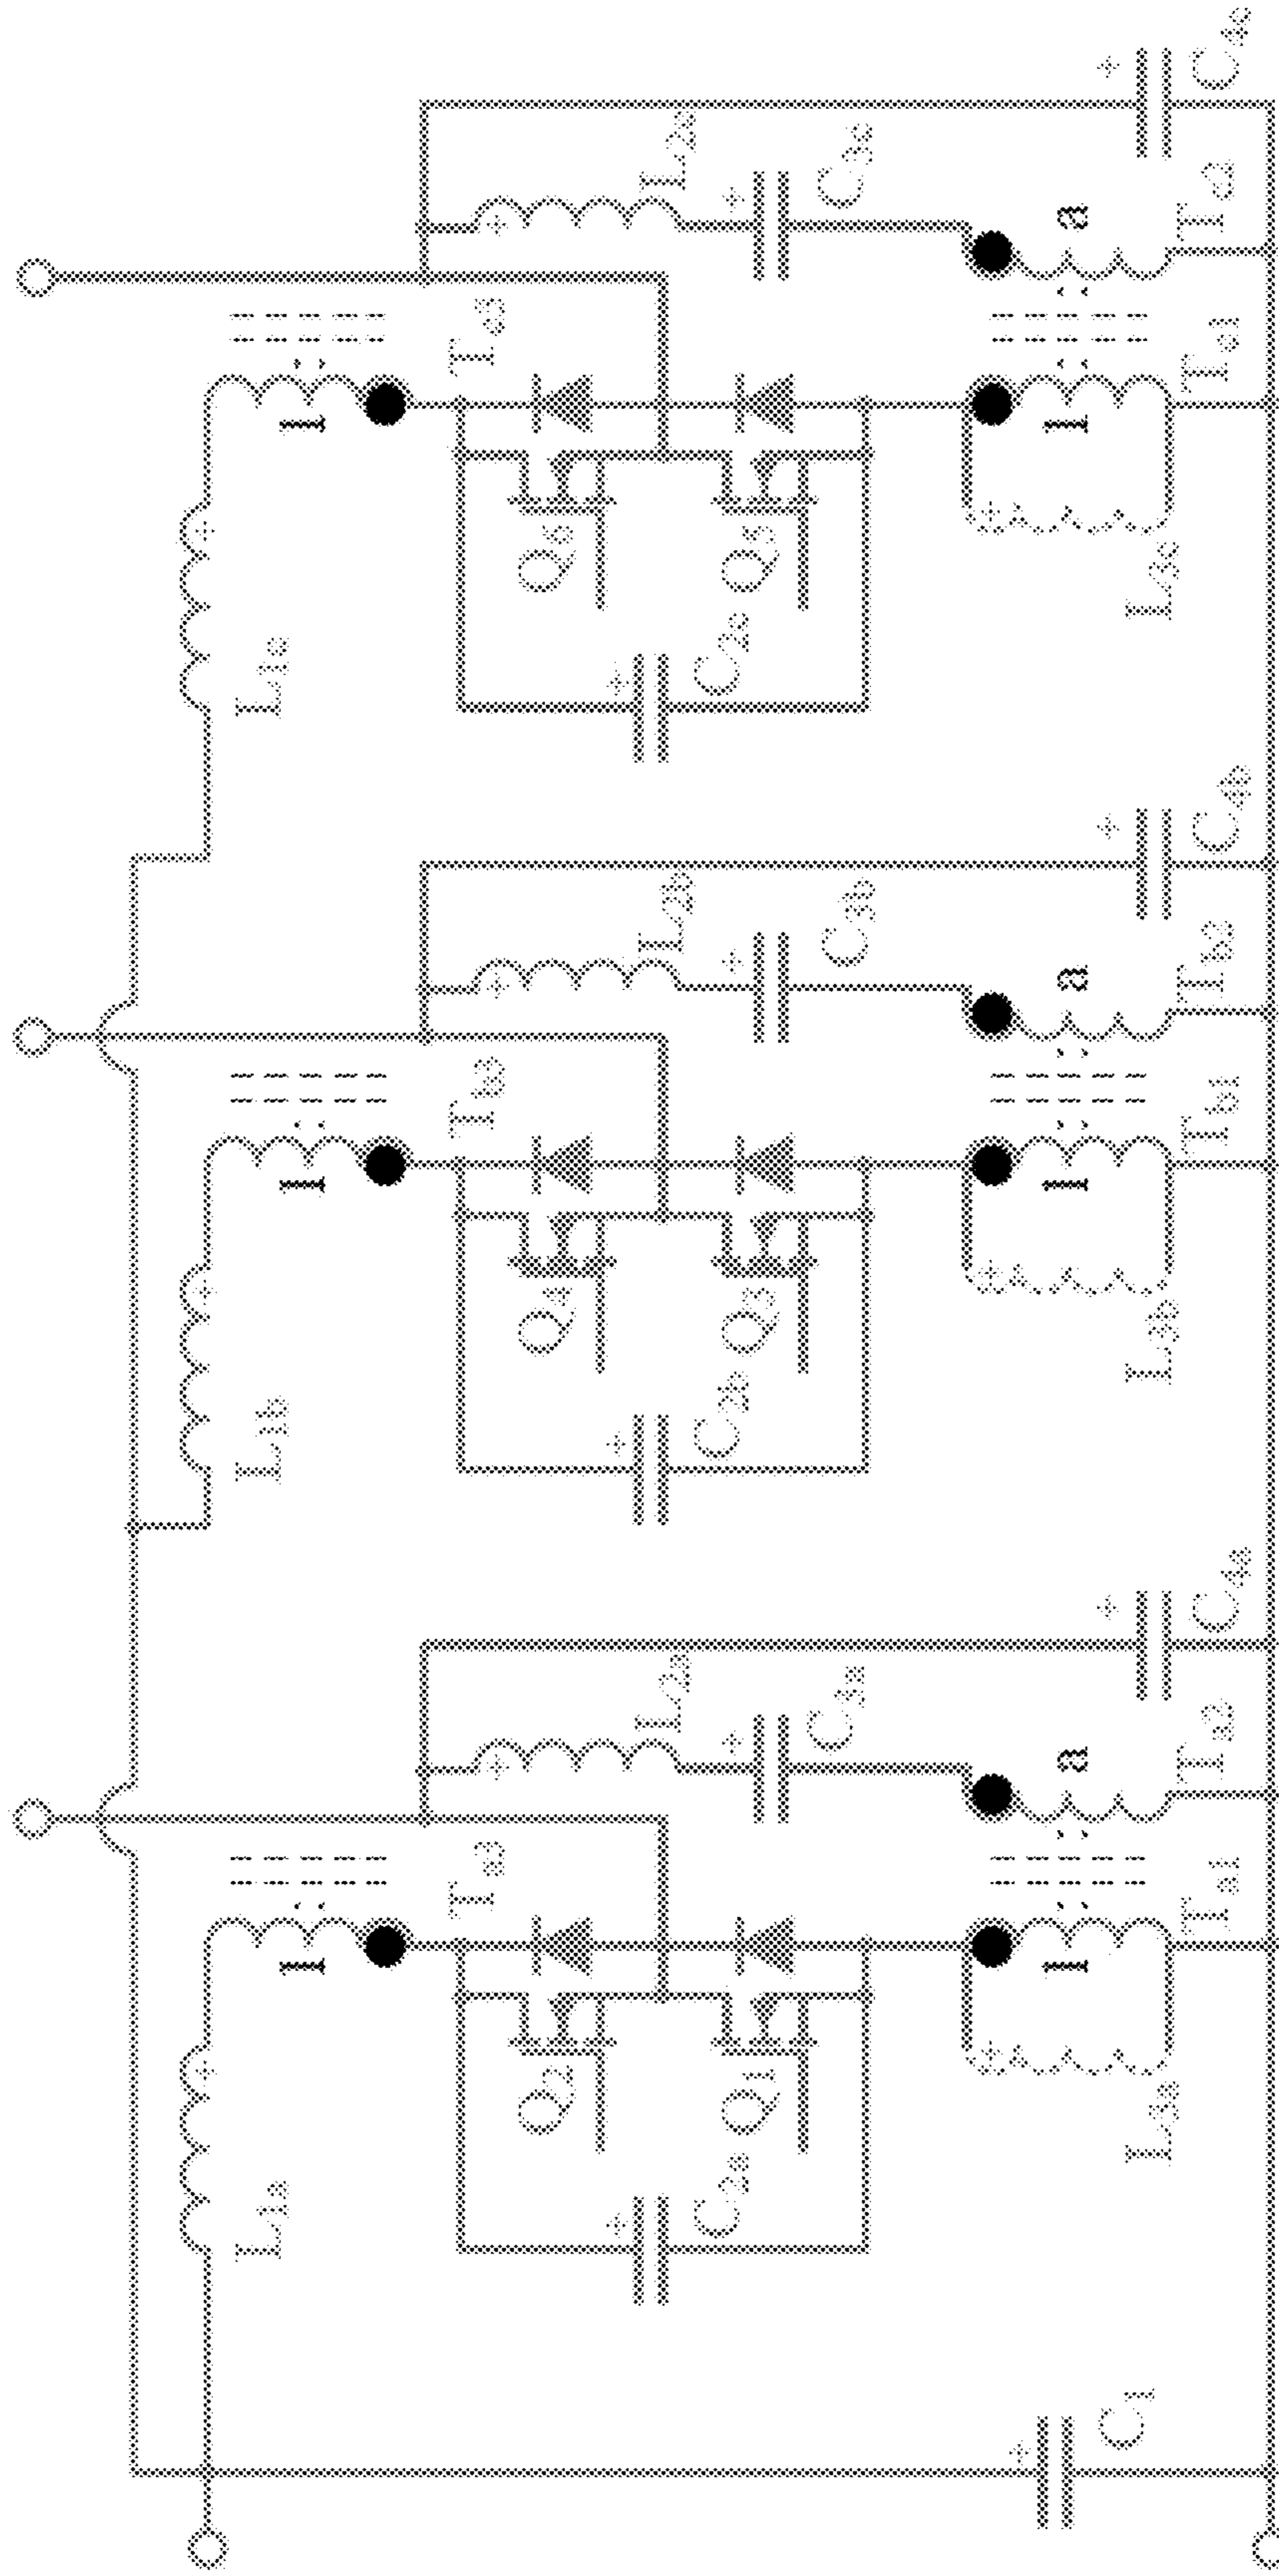 L1a
1
Ta3
Q2
Q1
C2a
L2a
C3a
C4a
a
Ta2
1
Ta1
L3a
C1
L1b
1
Tb3
Q4
Q3
C2b
L2b
C3b
C4b
a
Tb2
1
Tb1
L3b
L1c
1
Tc3
Q6
Q5
C2c
L2c
C3c
C4c
a
Tc2
1
Tc1
L3c